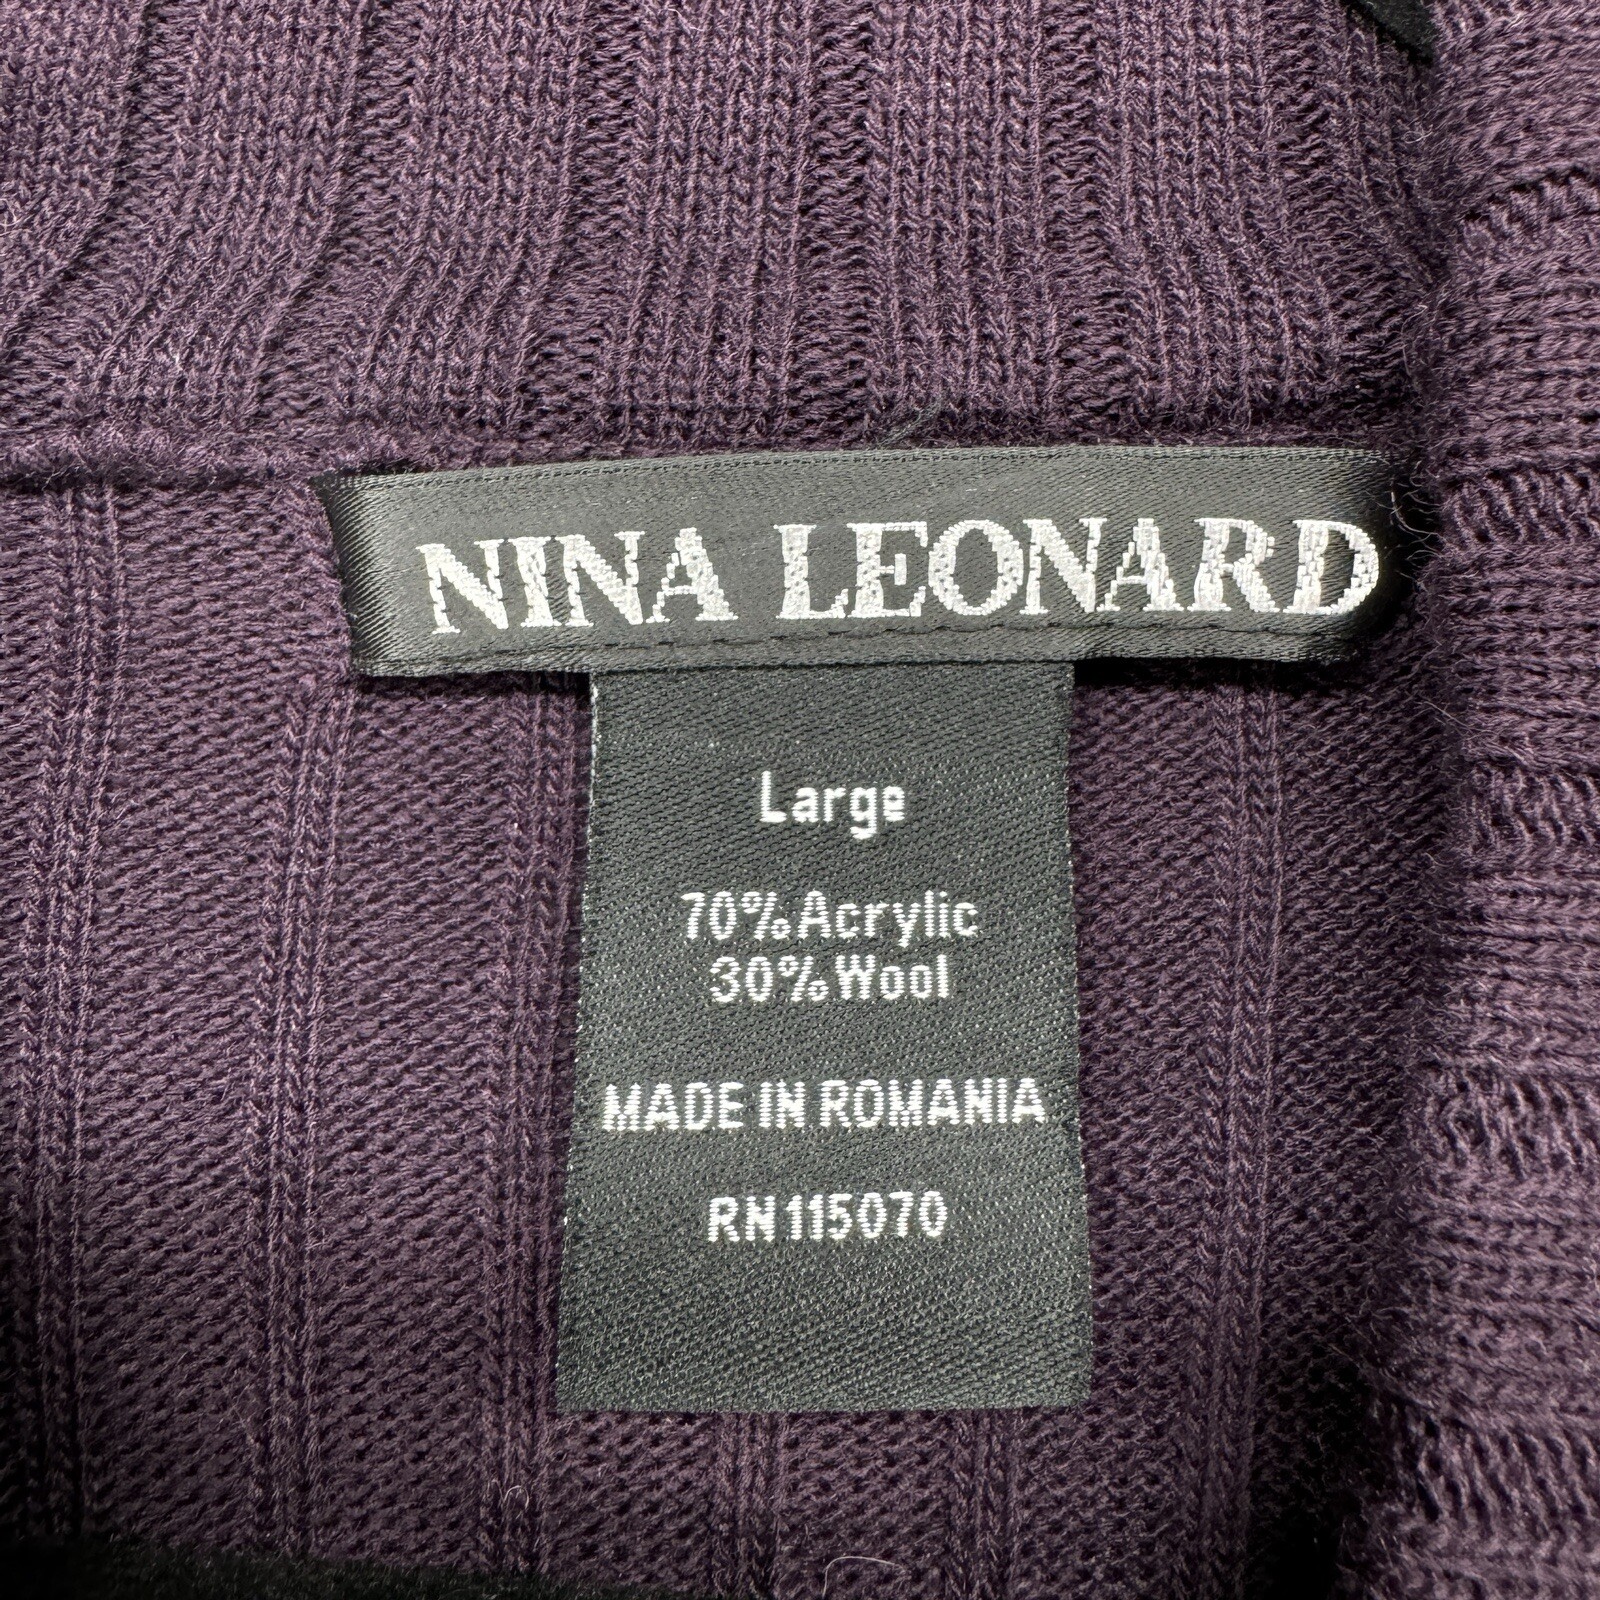 NINA LEONARD
Large
70% Acrylic
30% Wool
MADE IN ROMANIA
RN 115070